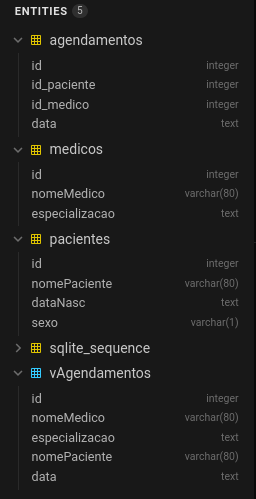 ENTITIES 5
agendamentos
id integer
id_paciente integer
id_medico integer
data text
medicos
id integer
nomeMedico varchar(80)
especializacao text
pacientes
id integer
nomePaciente varchar(80)
dataNasc text
sexo varchar(1)
sqlite_sequence
vAgendamentos
id integer
nomeMedico varchar(80)
especializacao text
nomePaciente varchar(80)
data text